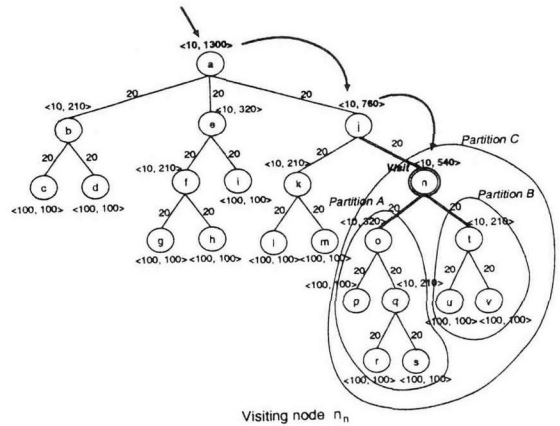 <10, 1300>
a
20 20 20
<10, 210> <10, 320> <10, 760>
b e j
20 20 20 20 20 20
Partition C
<10, 210> <10, 210> Visit <10, 540>
c d f i k n
<100, 100> <100, 100> <100, 100>
Partition A Partition B
20 20 20 20 20 20
<10, 320> <10, 210>
g h l m o t
<100, 100> <100, 100> <100, 100> <100, 100>
20 20 20 20
<100, 100> <10, 210>
p q u v
<100, 100> <100, 100>
20 20
r s
<100, 100> <100, 100>
Visiting node nn